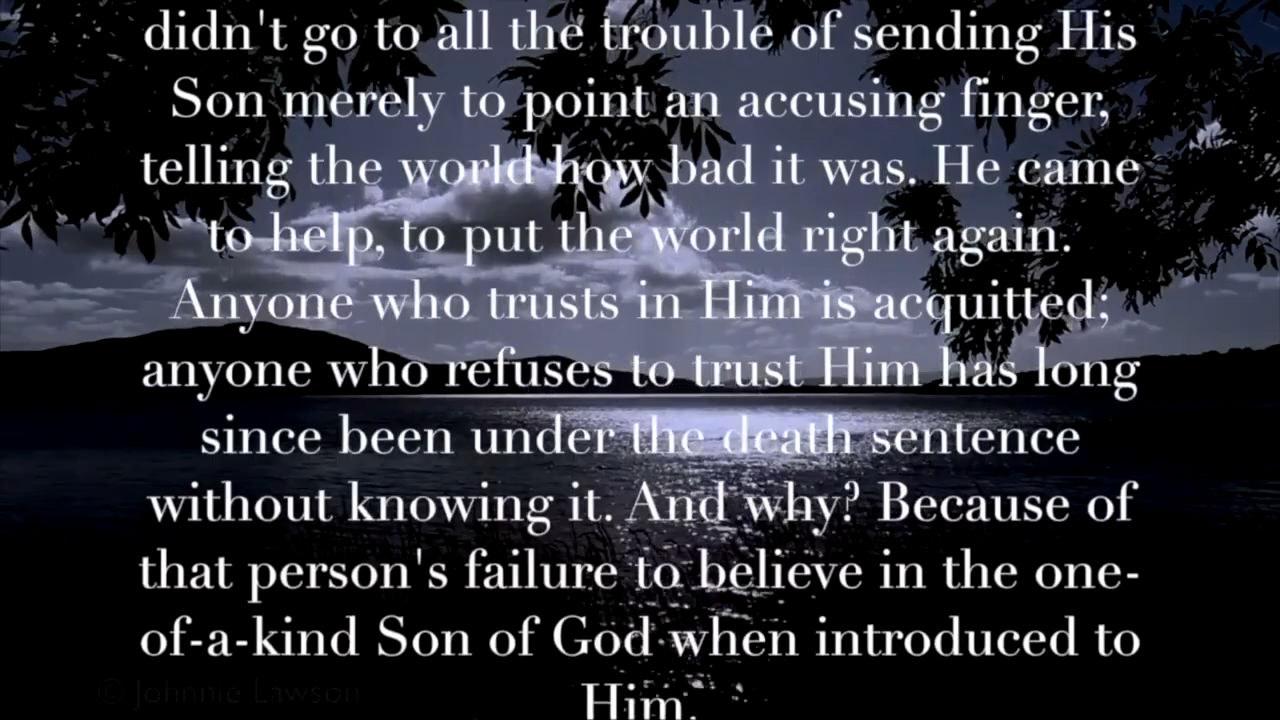 didn't go to all the trouble of sending His
Son merely to point an accusing finger,
telling the world how bad it was. He came
to help, to put the world right again.
Anyone who trusts in Him is acquitted;
anyone who refuses to trust Him has long
since been under the death sentence
without knowing it. And why? Because of
that person's failure to believe in the one-
of-a-kind Son of God when introduced to
Him.
© Johnnie Lawson